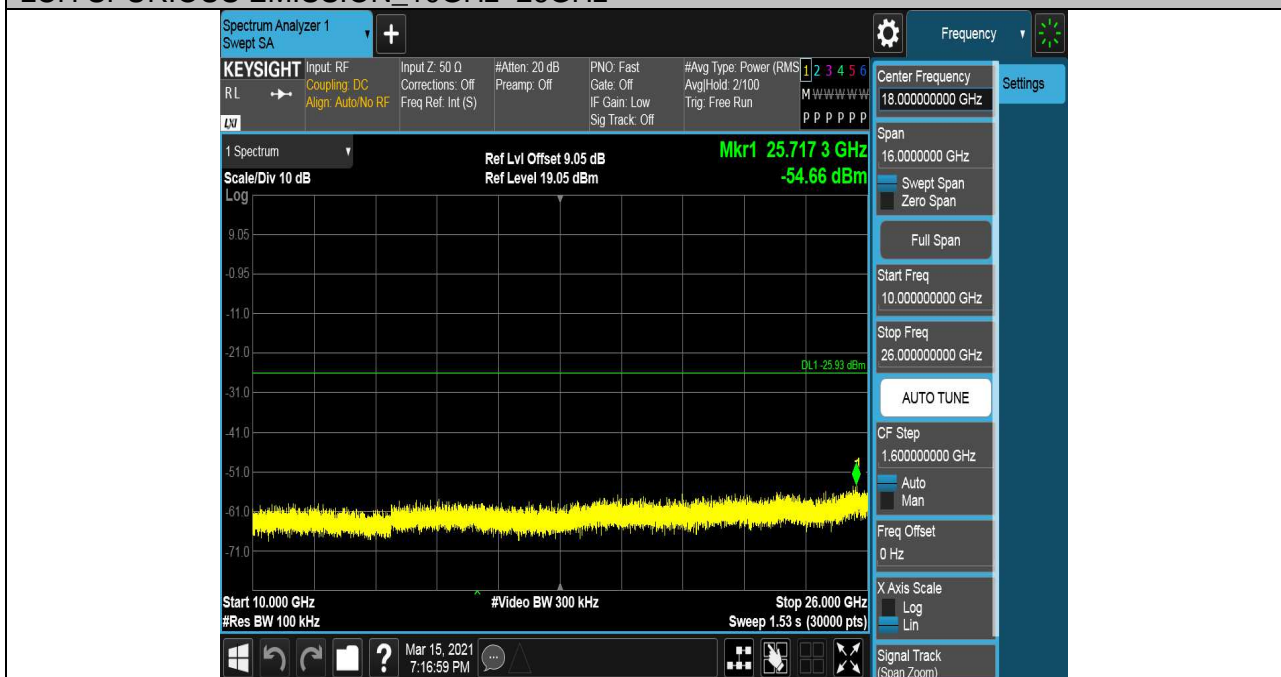 Spectrum Analyzer 1
Swept SA
+
Frequency
KEYSIGHT
RL
LXI
Input: RF
Coupling: DC
Align: Auto/No RF
Input Z: 50 Ω
Corrections: Off
Freq Ref: Int (S)
#Atten: 20 dB
Preamp: Off
PNO: Fast
Gate: Off
IF Gain: Low
Sig Track: Off
#Avg Type: Power (RMS
Avg|Hold: 2/100
Trig: Free Run
1 2 3 4 5 6
M W W W W W
P P P P P P
1 Spectrum
Scale/Div 10 dB
Log
Ref Lvl Offset 9.05 dB
Ref Level 19.05 dBm
Mkr1 25.717 3 GHz
-54.66 dBm
9.05
-0.95
-11.0
-21.0
DL1 -25.93 dBm
-31.0
-41.0
-51.0
1
-61.0
-71.0
Start 10.000 GHz
#Res BW 100 kHz
#Video BW 300 kHz
Stop 26.000 GHz
Sweep 1.53 s (30000 pts)
?
Mar 15, 2021
7:16:59 PM
Center Frequency
18.000000000 GHz
Settings
Span
16.0000000 GHz
Swept Span
Zero Span
Full Span
Start Freq
10.000000000 GHz
Stop Freq
26.000000000 GHz
AUTO TUNE
CF Step
1.600000000 GHz
Auto
Man
Freq Offset
0 Hz
X Axis Scale
Log
Lin
Signal Track
(Span Zoom)